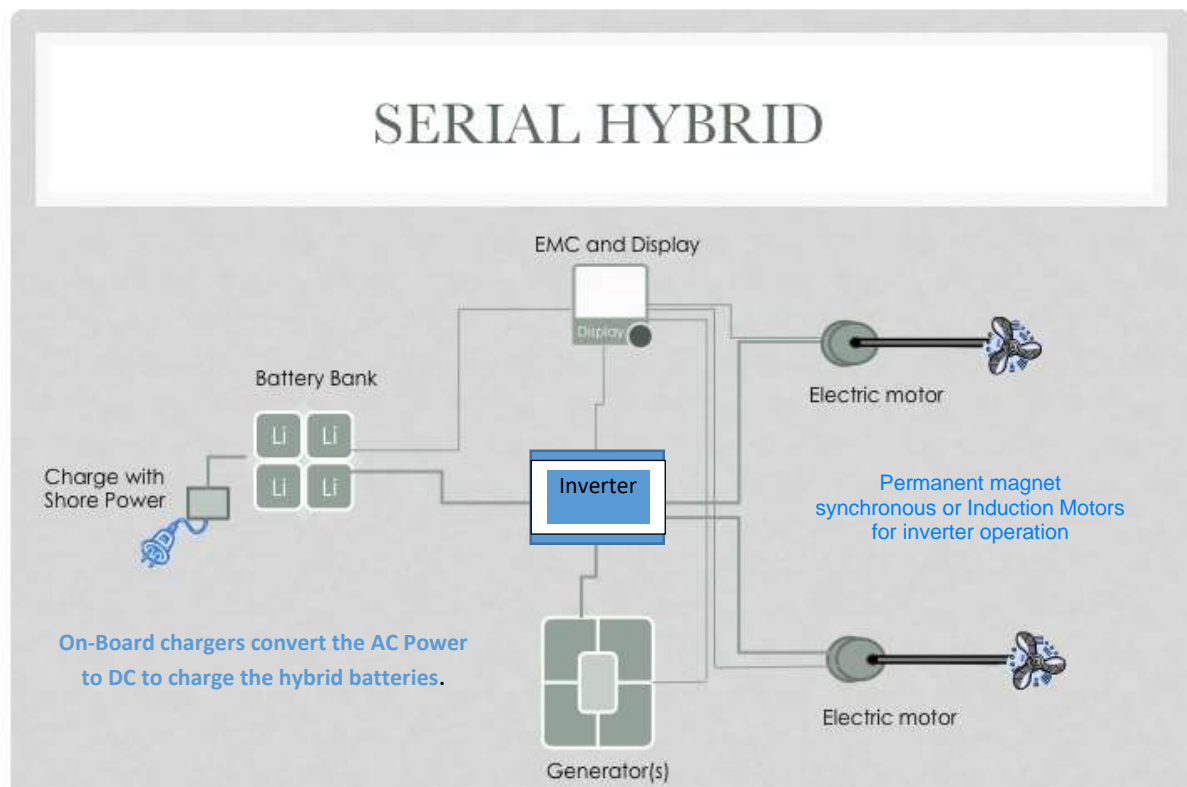 SERIAL HYBRID
EMC and Display
Display
Battery Bank
Li Li
Li Li
Charge with
Shore Power
Electric motor
Inverter
Permanent magnet
synchronous or Induction Motors
for inverter operation
On-Board chargers convert the AC Power
to DC to charge the hybrid batteries.
Electric motor
Generator(s)